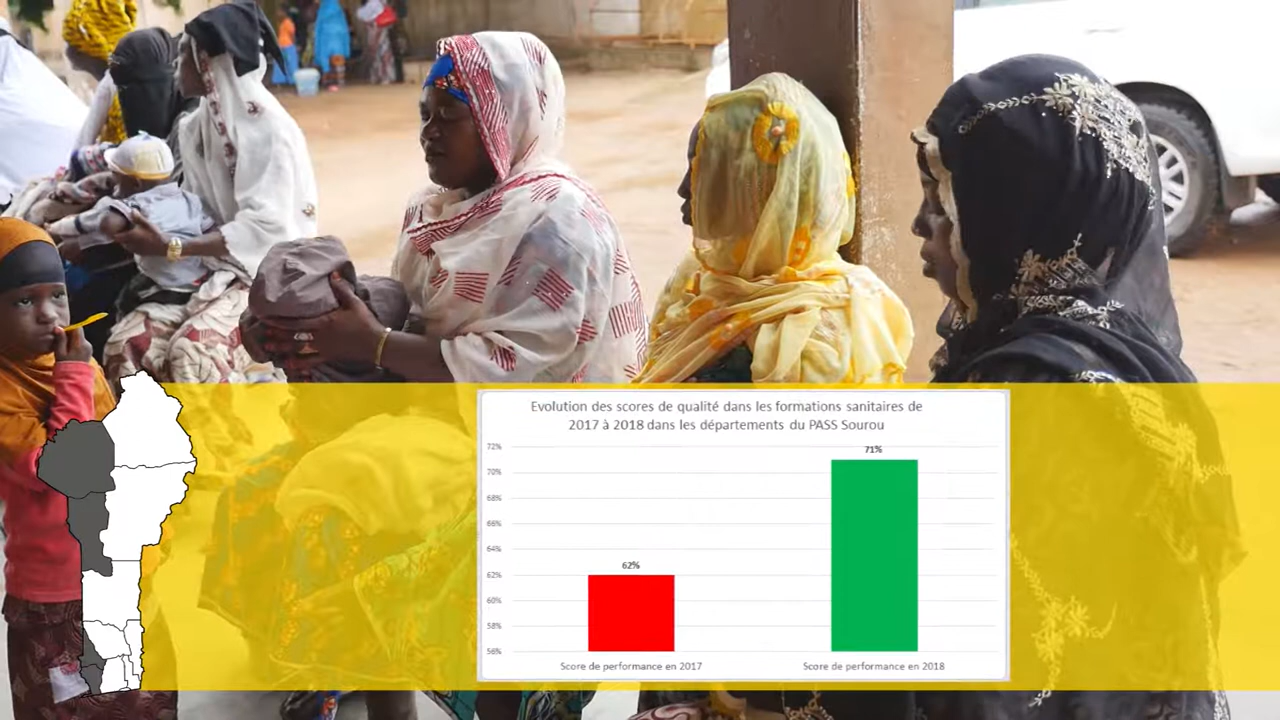 Evolution des scores de qualité dans les formations sanitaires de
2017 à 2018 dans les départements du PASS Sourou
72%
70%
68%
66%
64%
62%
60%
58%
56%
62%
71%
Score de performance en 2017
Score de performance en 2018